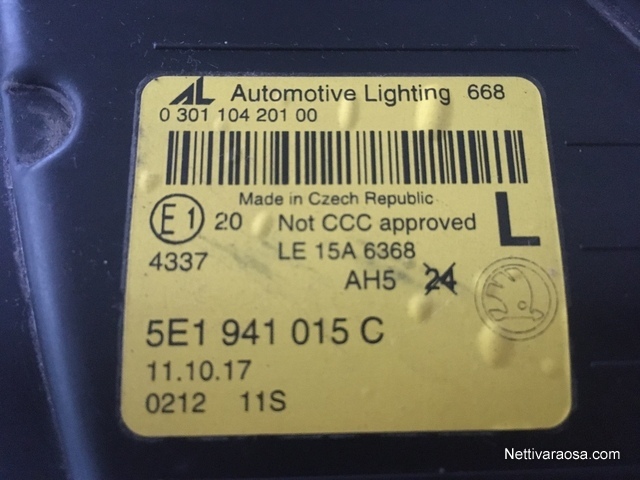 AL Automotive Lighting 668
0 301 104 201 00
Made in Czech Republic
E1 20 Not CCC approved L
4337 LE 15A 6368
AH5 24
5E1 941 015 C
11.10.17
0212 11S
Nettivaraosa.com